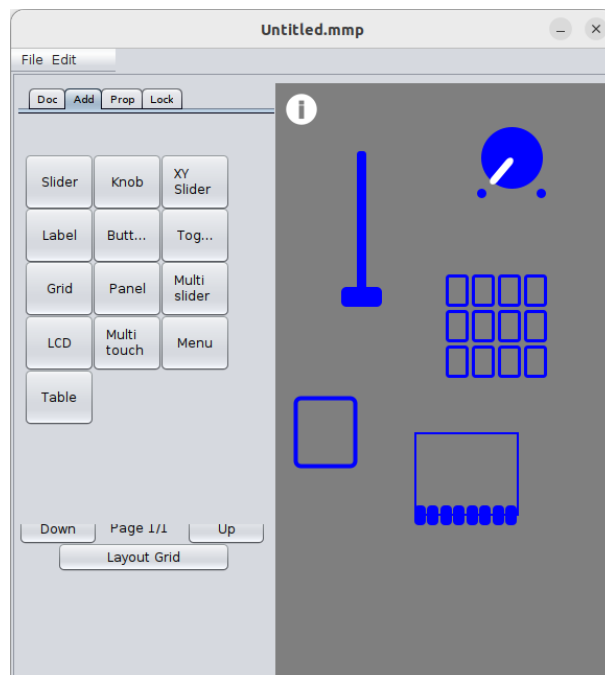 Untitled.mmp
File Edit
Doc Add Prop Lock
i
Slider Knob XY Slider
Label Butt... Tog...
Grid Panel Multi slider
LCD Multi touch Menu
Table
Down Page 1/1 Up
Layout Grid